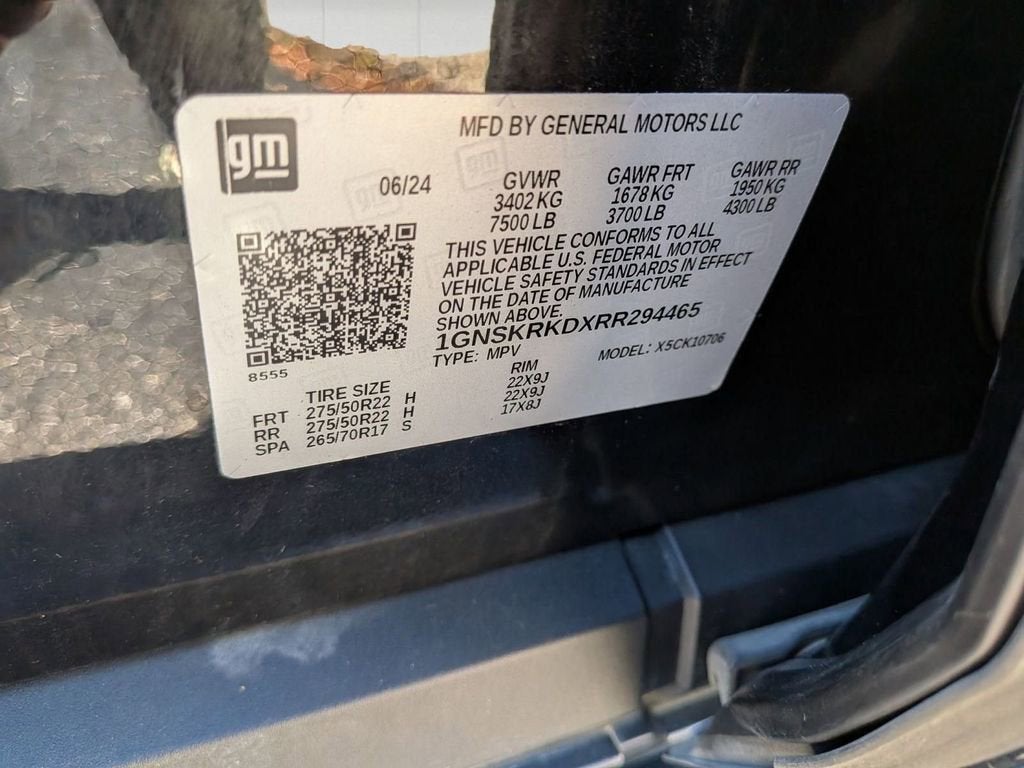 gm
MFD BY GENERAL MOTORS LLC
06/24
GVWR GAWR FRT GAWR RR
3402 KG 1678 KG 1950 KG
7500 LB 3700 LB 4300 LB
THIS VEHICLE CONFORMS TO ALL
APPLICABLE U.S. FEDERAL MOTOR
VEHICLE SAFETY STANDARDS IN EFFECT
ON THE DATE OF MANUFACTURE
SHOWN ABOVE.
1GNSKRKDXRR294465
TYPE: MPV MODEL: X5CK10706
8555
TIRE SIZE RIM
FRT 275/50R22 H 22X9J
RR 275/50R22 H 22X9J
SPA 265/70R17 S 17X8J